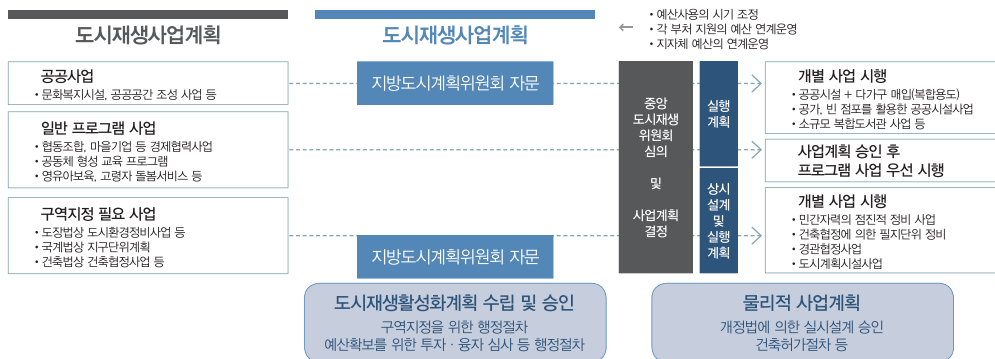 도시재생사업계획
도시재생사업계획
←
• 예산사용의 시기 조정
• 각 부처 지원의 예산 연계운영
• 지자체 예산의 연계운영
공공사업
• 문화복지시설, 공공공간 조성 사업 등
일반 프로그램 사업
• 협동조합, 마을기업 등 경제협력사업
• 공동체 형성 교육 프로그램
• 영유아보육, 고령자 돌봄서비스 등
구역지정 필요 사업
• 도장법상 도시환경정비사업 등
• 국계법상 지구단위계획
• 건축법상 건축협정사업 등
지방도시계획위원회 자문
지방도시계획위원회 자문
중앙
도시재생
위원회
심의
및
사업계획
결정
실행
계획
상시
설계
및
실행
계획
개별 사업 시행
• 공공시설 + 다가구 매입(복합용도)
• 공가, 빈 점포를 활용한 공공시설사업
• 소규모 복합도서관 사업 등
사업계획 승인 후
프로그램 사업 우선 시행
개별 사업 시행
• 민간자력의 점진적 정비 사업
• 건축협정에 의한 필지단위 정비
• 경관협정사업
• 도시계획시설사업
도시재생활성화계획 수립 및 승인
구역지정을 위한 행정절차
예산확보를 위한 투자 · 융자 심사 등 행정절차
물리적 사업계획
개정법에 의한 실시설계 승인
건축허가절차 등